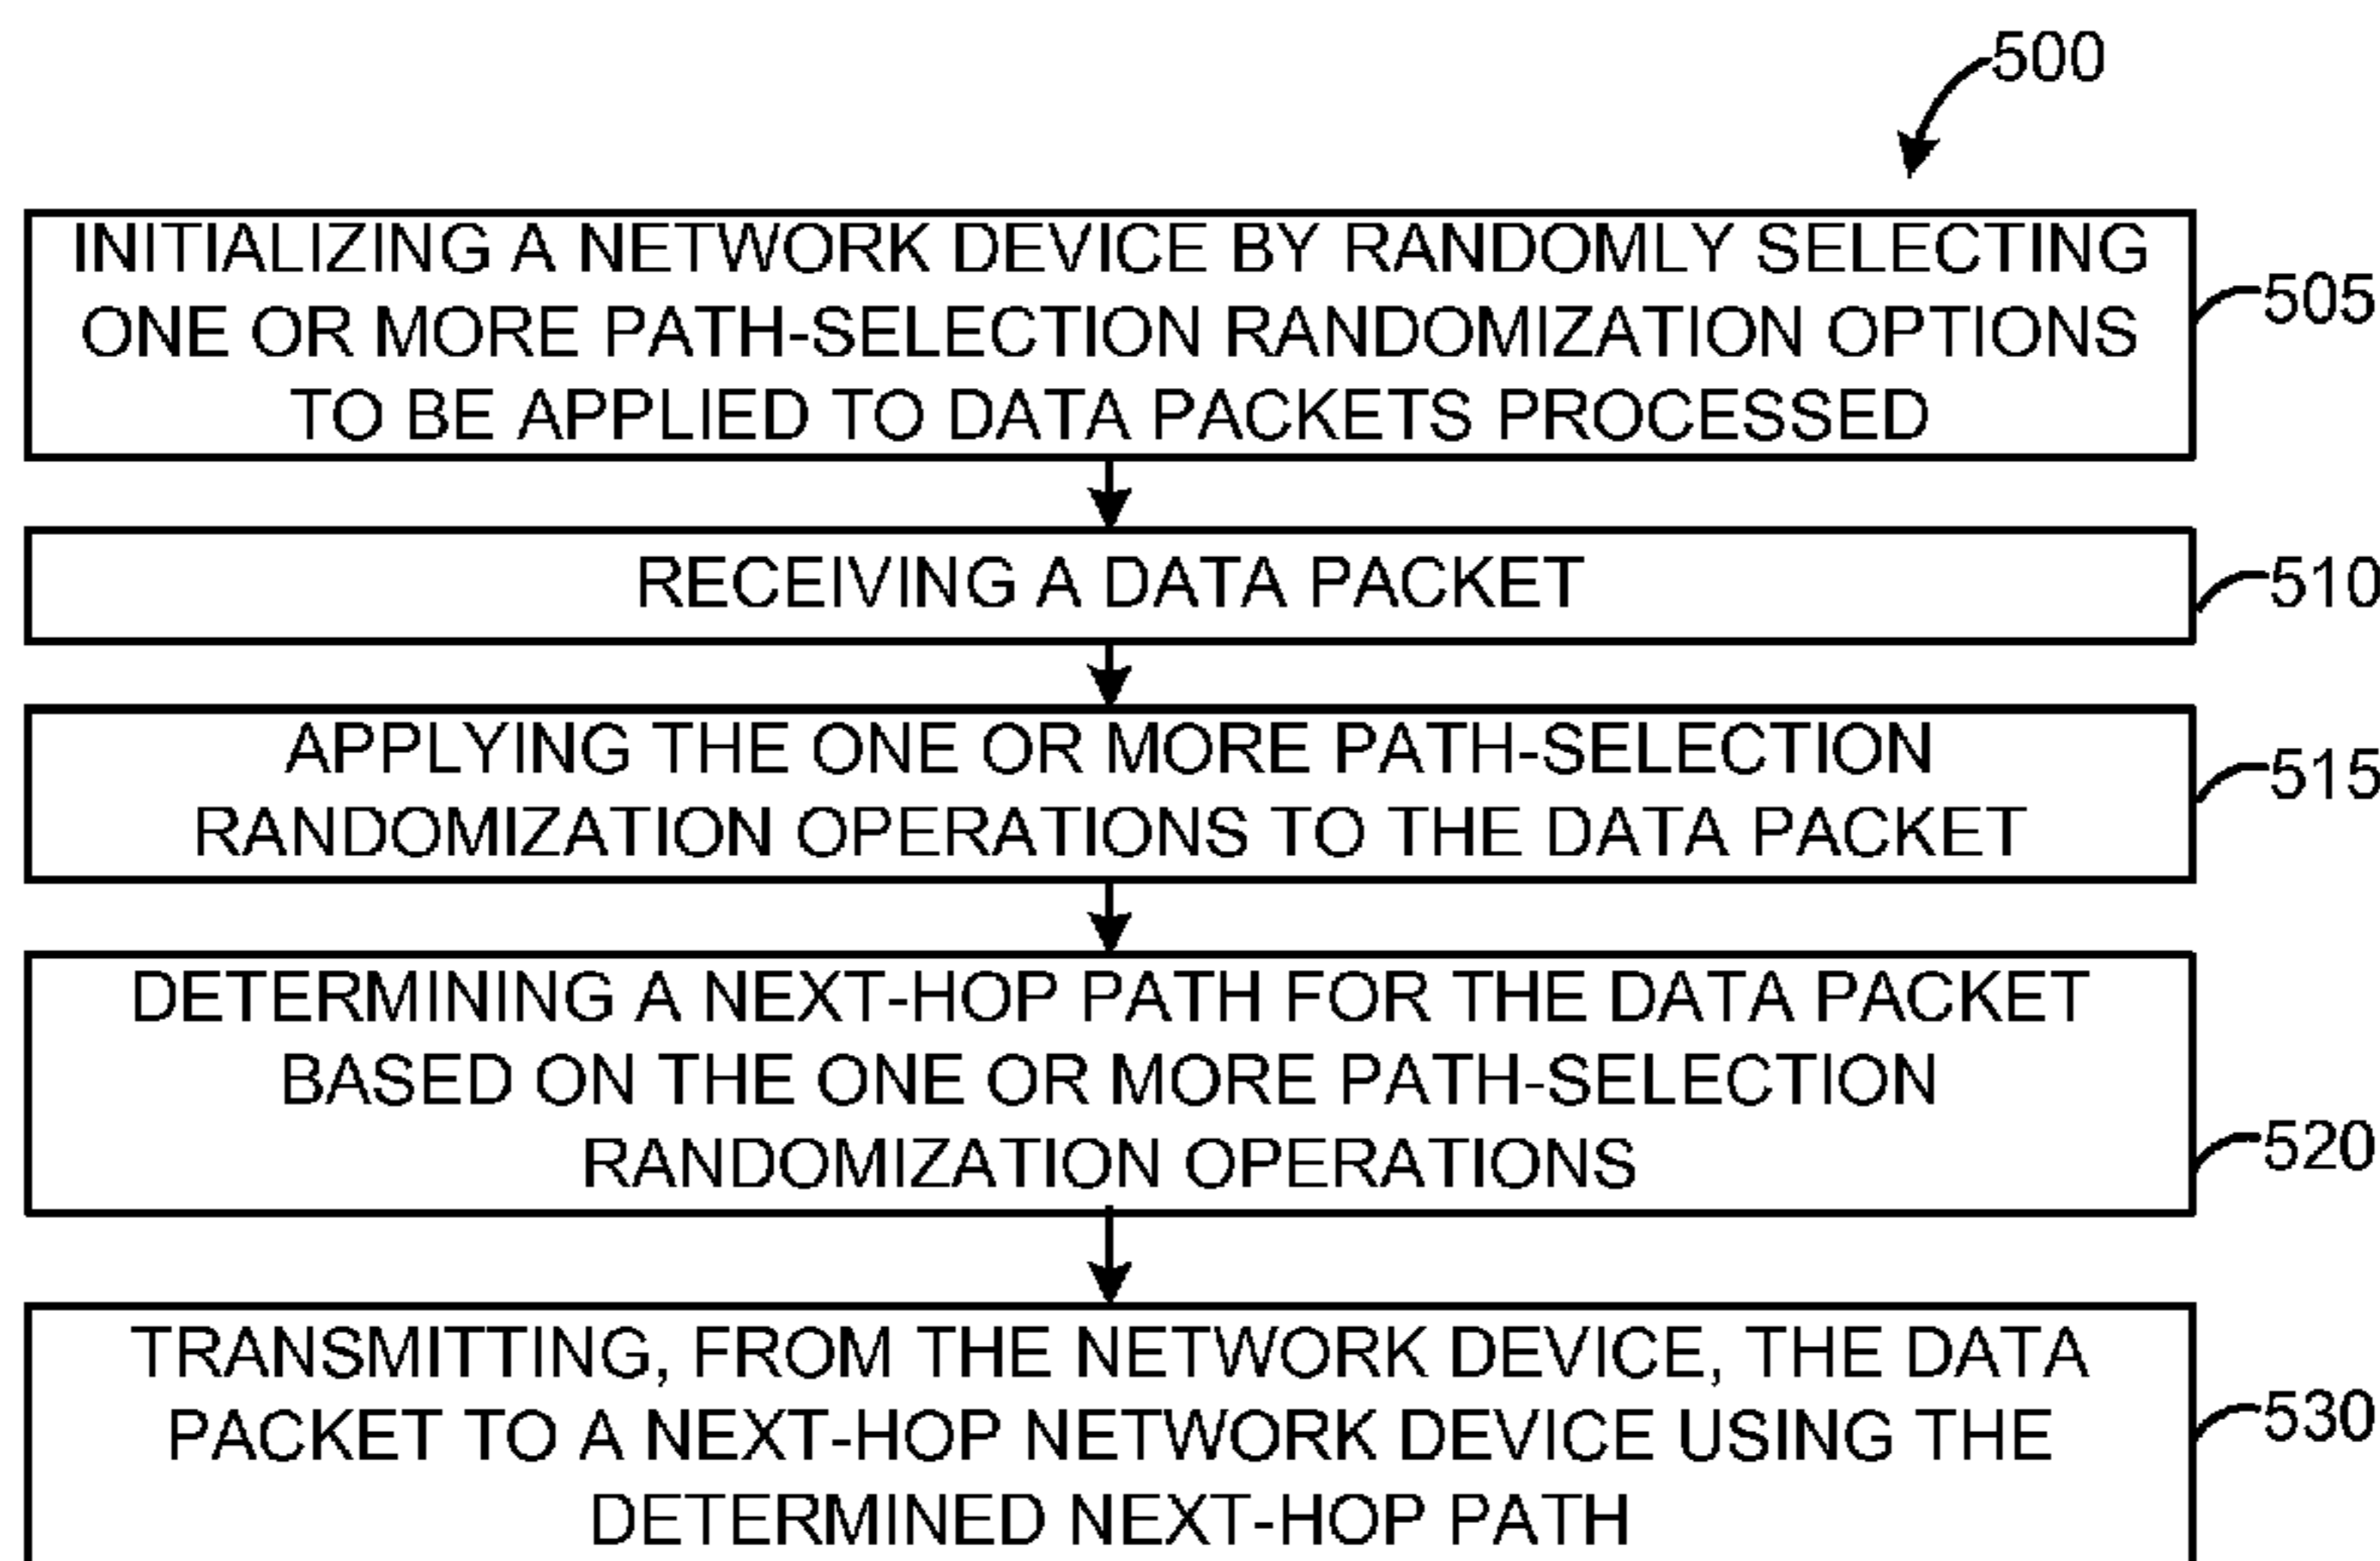 500
INITIALIZING A NETWORK DEVICE BY RANDOMLY SELECTING
ONE OR MORE PATH-SELECTION RANDOMIZATION OPTIONS
TO BE APPLIED TO DATA PACKETS PROCESSED
505
RECEIVING A DATA PACKET
510
APPLYING THE ONE OR MORE PATH-SELECTION
RANDOMIZATION OPERATIONS TO THE DATA PACKET
515
DETERMINING A NEXT-HOP PATH FOR THE DATA PACKET
BASED ON THE ONE OR MORE PATH-SELECTION
RANDOMIZATION OPERATIONS
520
TRANSMITTING, FROM THE NETWORK DEVICE, THE DATA
PACKET TO A NEXT-HOP NETWORK DEVICE USING THE
DETERMINED NEXT-HOP PATH
530